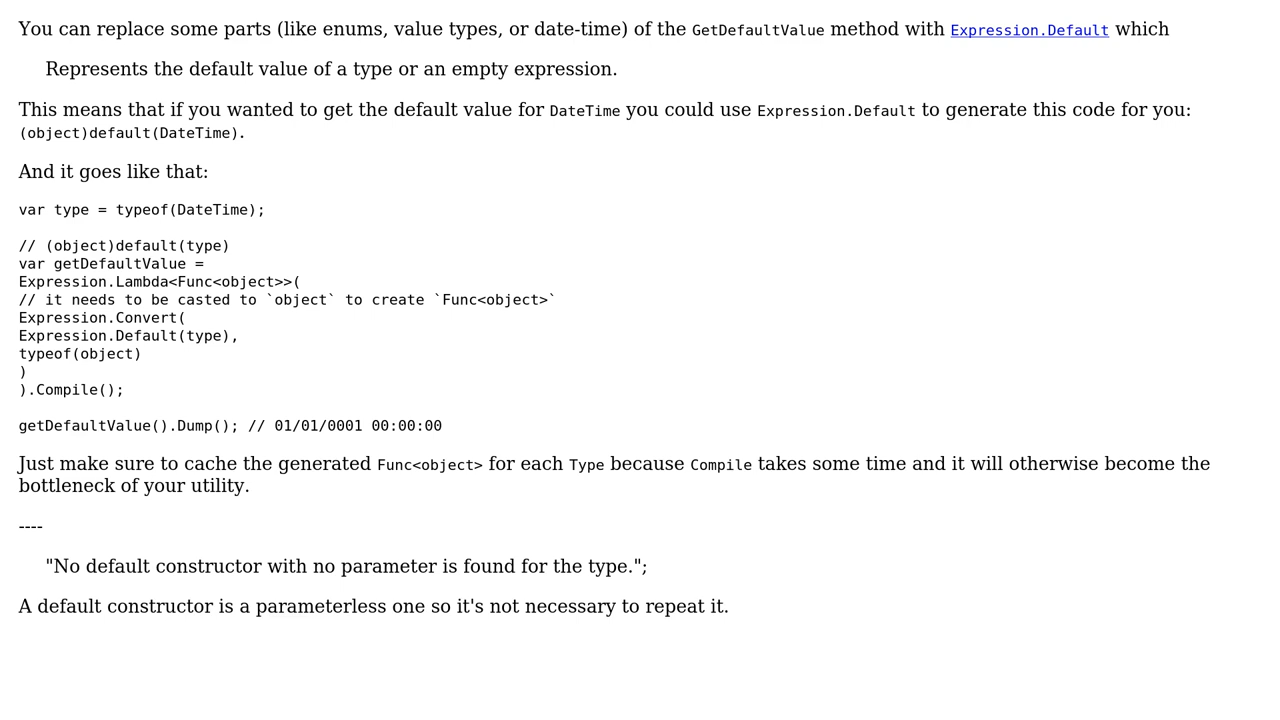 You can replace some parts (like enums, value types, or date-time) of the GetDefaultValue method with Expression.Default which
Represents the default value of a type or an empty expression.
This means that if you wanted to get the default value for DateTime you could use Expression.Default to generate this code for you:
(object)default(DateTime).
And it goes like that:
var type = typeof(DateTime);
// (object)default(type)
var getDefaultValue =
Expression.Lambda<Func<object>>(
// it needs to be casted to `object` to create `Func<object>`
Expression.Convert(
Expression.Default(type),
typeof(object)
)
).Compile();
getDefaultValue().Dump(); // 01/01/0001 00:00:00
Just make sure to cache the generated Func<object> for each Type because Compile takes some time and it will otherwise become the
bottleneck of your utility.
----
"No default constructor with no parameter is found for the type.";
A default constructor is a parameterless one so it's not necessary to repeat it.